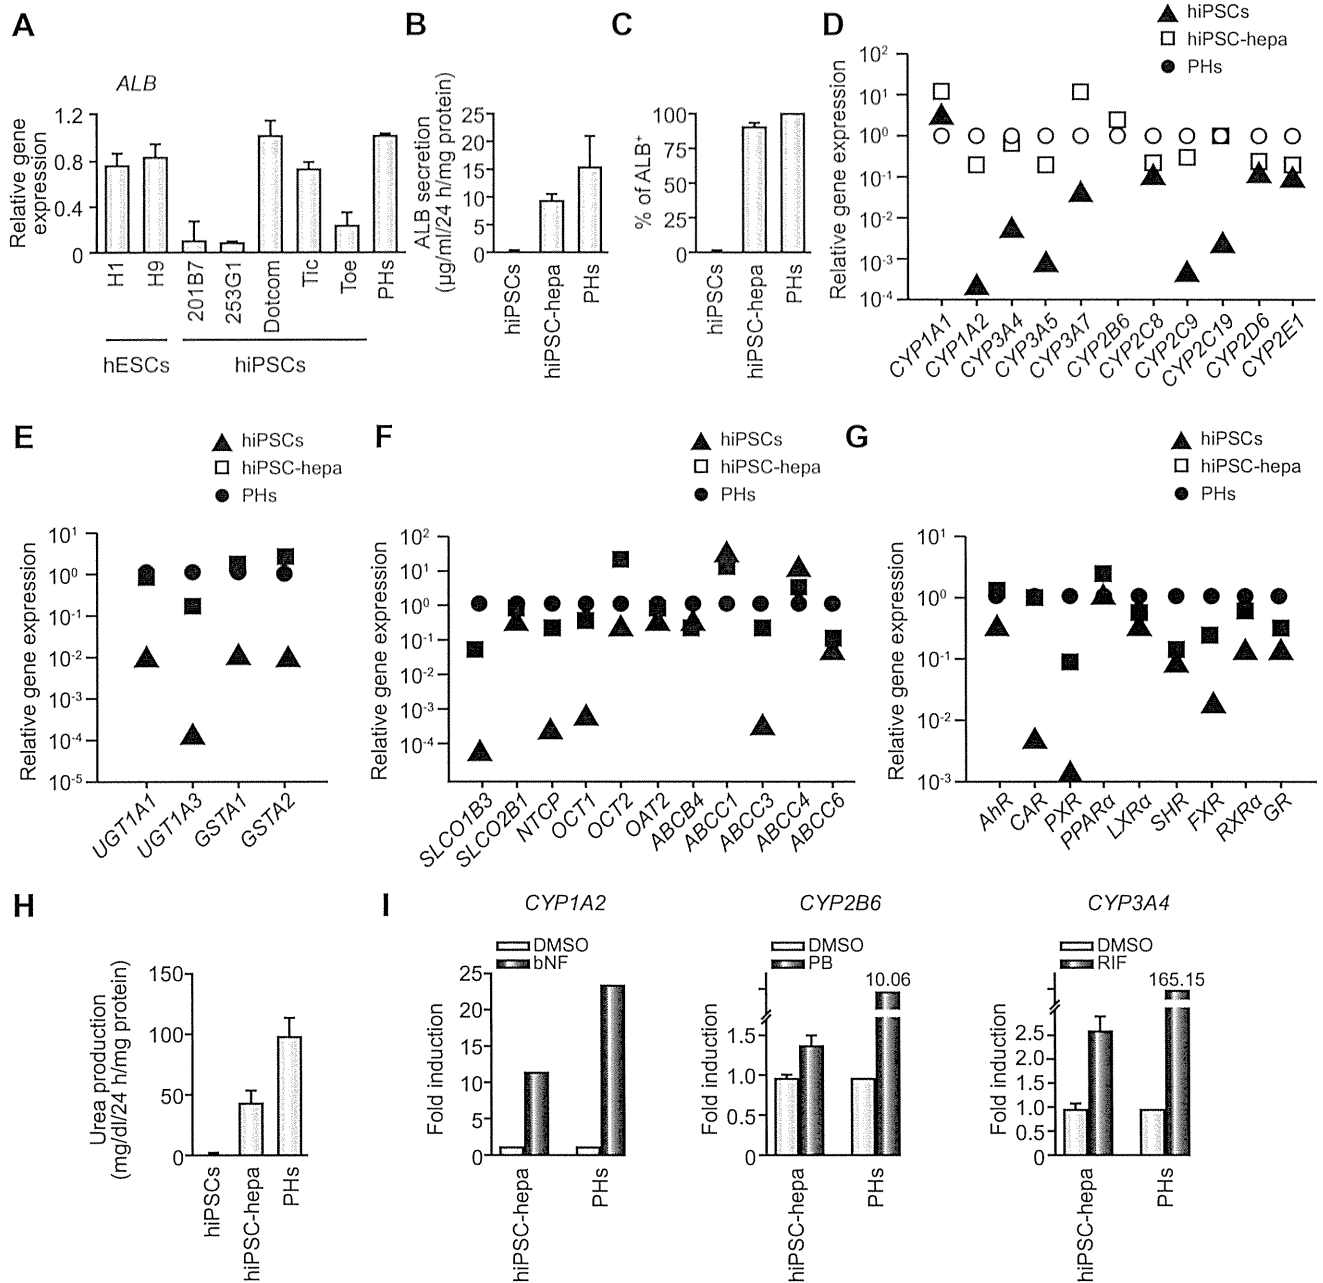 A
ALB
Relative gene
expression
1.2
0.8
0.4
0
H1
H9
201B7
253G1
Dotcom
Tic
Toe
PHs
hESCs
hiPSCs
B
ALB secretion
(μg/ml/24 h/mg protein)
25
20
15
10
5
0
hiPSCs
hiPSC-hepa
PHs
C
% of ALB⁺
100
75
50
25
0
hiPSCs
hiPSC-hepa
PHs
D
hiPSCs
hiPSC-hepa
PHs
Relative gene expression
10²
10¹
10⁰
10⁻¹
10⁻²
10⁻³
10⁻⁴
CYP1A1
CYP1A2
CYP3A4
CYP3A5
CYP3A7
CYP2B6
CYP2C8
CYP2C9
CYP2C19
CYP2D6
CYP2E1
E
hiPSCs
hiPSC-hepa
PHs
Relative gene expression
10¹
10⁰
10⁻¹
10⁻²
10⁻³
10⁻⁴
10⁻⁵
UGT1A1
UGT1A3
GSTA1
GSTA2
F
hiPSCs
hiPSC-hepa
PHs
Relative gene expression
10²
10¹
10⁰
10⁻¹
10⁻²
10⁻³
10⁻⁴
SLCO1B3
SLCO2B1
NTCP
OCT1
OCT2
OAT2
ABCB4
ABCC1
ABCC3
ABCC4
ABCC6
G
hiPSCs
hiPSC-hepa
PHs
Relative gene expression
10¹
10⁰
10⁻¹
10⁻²
10⁻³
AhR
CAR
PXR
PPARα
LXRα
SHR
FXR
RXRα
GR
H
Urea production
(mg/dl/24 h/mg protein)
150
100
50
0
hiPSCs
hiPSC-hepa
PHs
I
CYP1A2
DMSO
bNF
Fold induction
25
20
15
10
5
0
hiPSC-hepa
PHs
CYP2B6
DMSO
PB
10.06
Fold induction
1.5
1.0
0.5
0
hiPSC-hepa
PHs
CYP3A4
DMSO
RIF
165.15
Fold induction
2.5
2.0
1.5
1.0
0.5
0
hiPSC-hepa
PHs